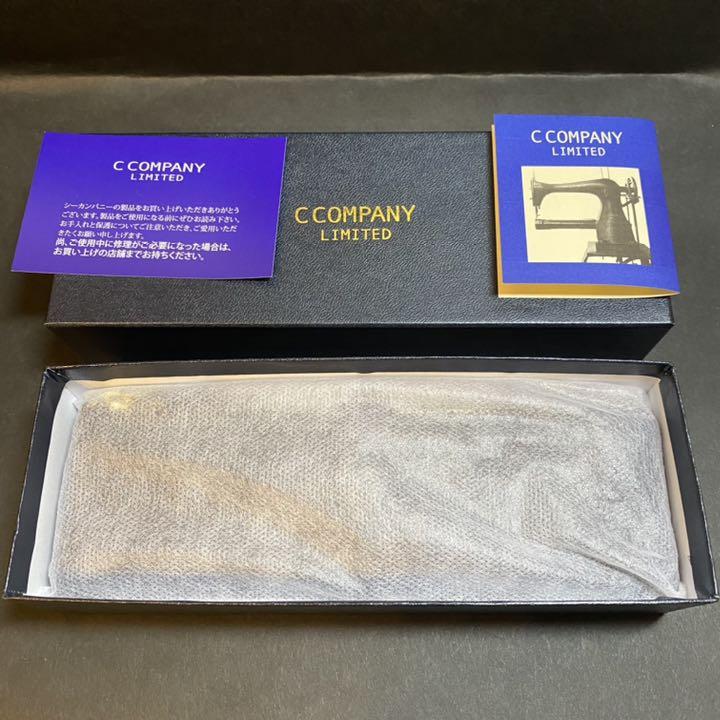 C COMPANY
LIMITED
シーカンパニーの製品をお買い上げいただきありがとう
ございます。製品をご使用になる前にぜひお読み下さい。
お手入れと保護についてご注意いただき、ご愛用いただ
きたくお願い申し上げます。
尚、ご使用中に修理がご必要になった場合は、
お買い上げの店舗までお持ちください。
C COMPANY
LIMITED
C COMPANY
LIMITED